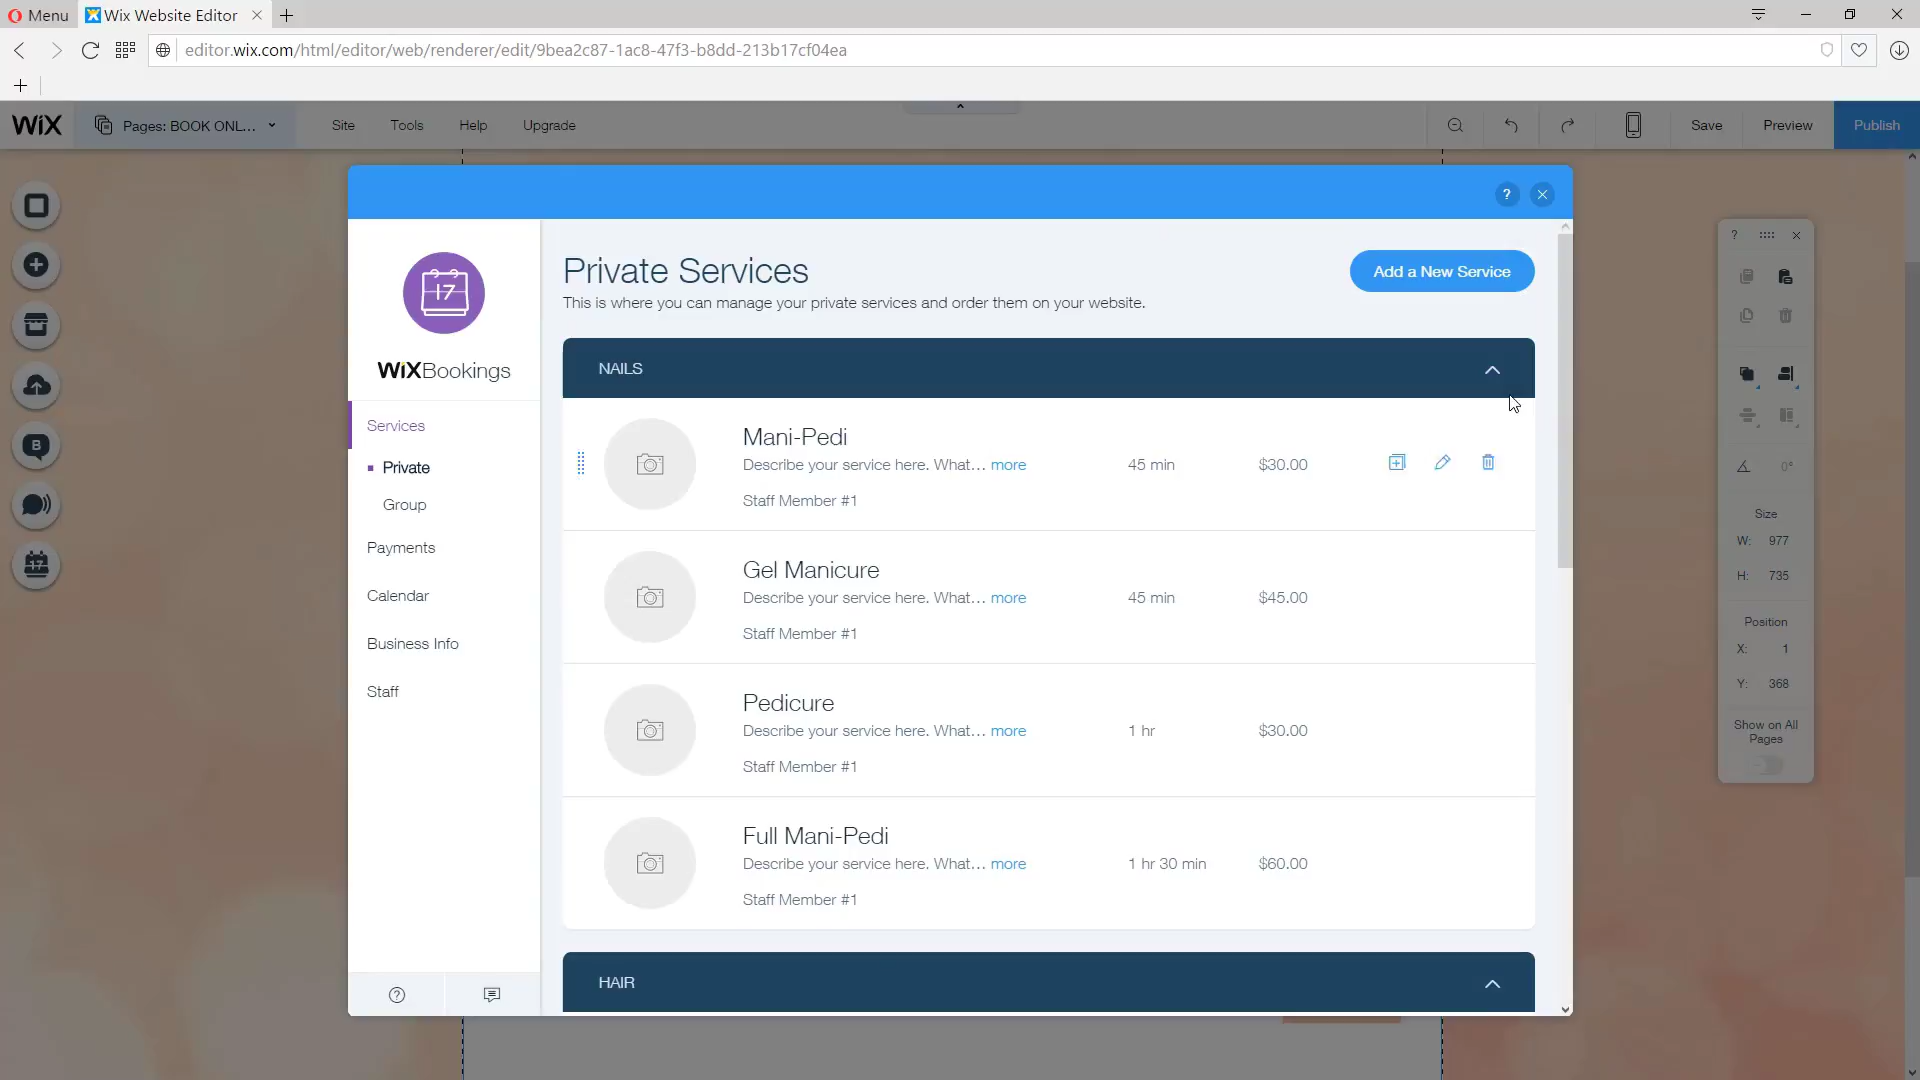 Menu
Wix Website Editor
editor.wix.com/html/editor/web/renderer/edit/9bea2c87-1ac8-47f3-b8dd-213b17cf04ea
WiX
Pages: BOOK ONL...
Site
Tools
Help
Upgrade
Save
Preview
Publish
?
17
WiXBookings
Services
Private
Group
Payments
Calendar
Business Info
Staff
Private Services
This is where you can manage your private services and order them on your website.
Add a New Service
NAILS
Mani-Pedi
Describe your service here. What... more
45 min
$30.00
Staff Member #1
Gel Manicure
Describe your service here. What... more
45 min
$45.00
Staff Member #1
Pedicure
Describe your service here. What... more
1 hr
$30.00
Staff Member #1
Full Mani-Pedi
Describe your service here. What... more
1 hr 30 min
$60.00
Staff Member #1
HAIR
?
B
17
?
0°
Size
W: 977
H: 735
Position
X: 1
Y: 368
Show on All
Pages